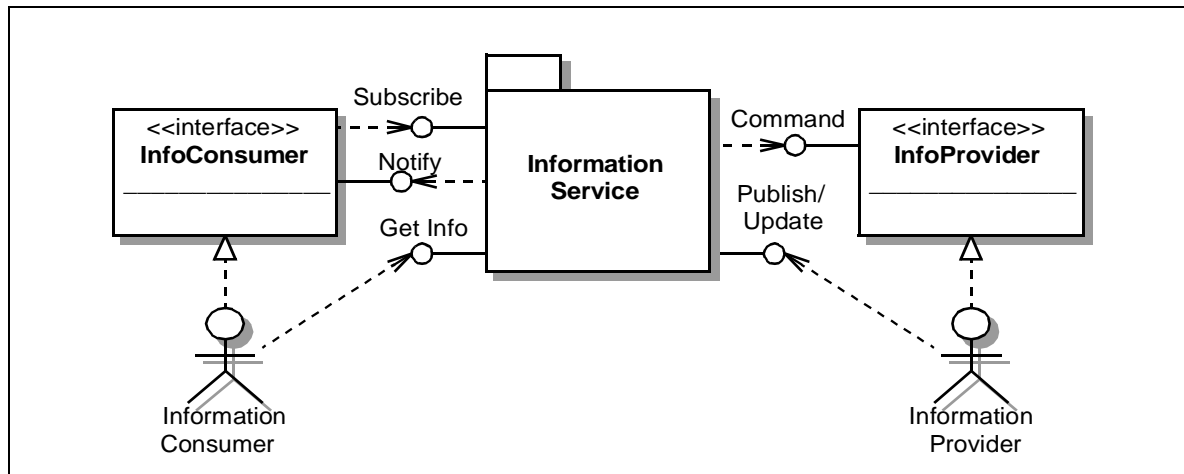 Subscribe
<<interface>>
InfoConsumer
Notify
Get Info
Information
Service
Command
<<interface>>
InfoProvider
Publish/
Update
Information
Consumer
Information
Provider